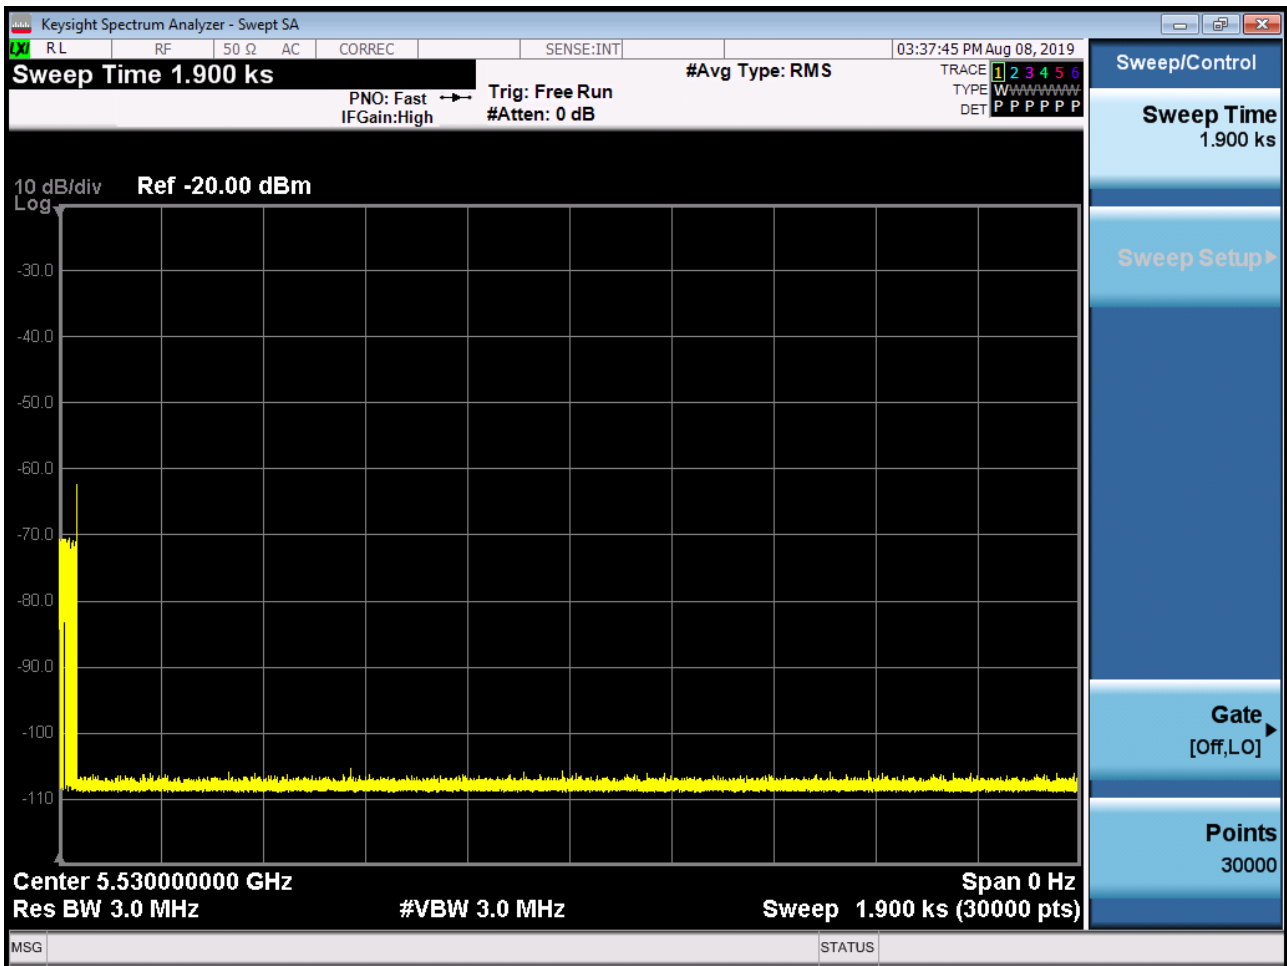 Keysight Spectrum Analyzer - Swept SA
LXI RL RF 50 Ω AC CORREC SENSE:INT 03:37:45 PM Aug 08, 2019
Sweep Time 1.900 ks
PNO: Fast
IFGain:High
Trig: Free Run
#Atten: 0 dB
#Avg Type: RMS
TRACE 1 2 3 4 5 6
TYPE WWWWWW
DET P P P P P P
10 dB/div Ref -20.00 dBm
Log
-30.0
-40.0
-50.0
-60.0
-70.0
-80.0
-90.0
-100
-110
Center 5.530000000 GHz Span 0 Hz
Res BW 3.0 MHz #VBW 3.0 MHz Sweep 1.900 ks (30000 pts)
MSG STATUS
Sweep/Control
Sweep Time
1.900 ks
Sweep Setup
Gate
[Off,LO]
Points
30000